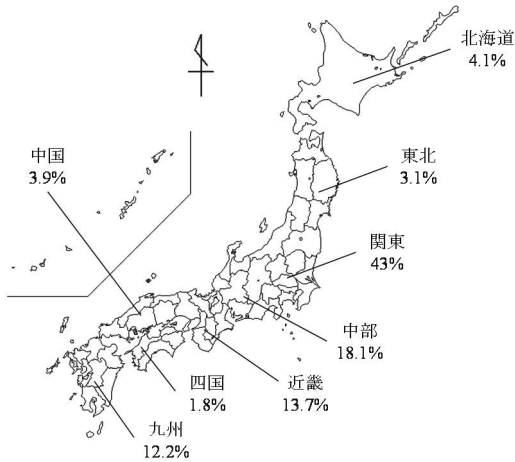 北海道
4.1%
中国
3.9%
東北
3.1%
関東
43%
中部
18.1%
四国
1.8%
近畿
13.7%
九州
12.2%